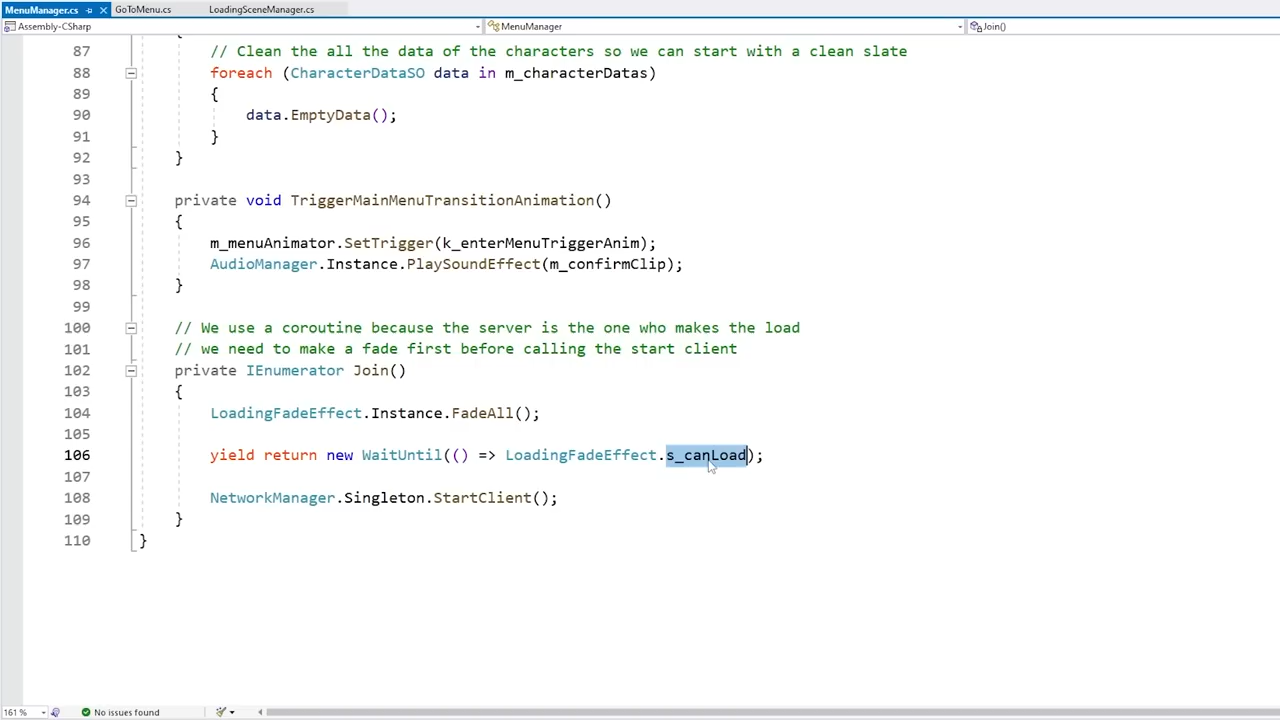 MenuManager.cs GoToMenu.cs LoadingSceneManager.cs
Assembly-CSharp MenuManager Join()
87 // Clean the all the data of the characters so we can start with a clean slate
88 foreach (CharacterDataSO data in m_characterDatas)
89 {
90 data.EmptyData();
91 }
92 }
93
94 private void TriggerMainMenuTransitionAnimation()
95 {
96 m_menuAnimator.SetTrigger(k_enterMenuTriggerAnim);
97 AudioManager.Instance.PlaySoundEffect(m_confirmClip);
98 }
99
100 // We use a coroutine because the server is the one who makes the load
101 // we need to make a fade first before calling the start client
102 private IEnumerator Join()
103 {
104 LoadingFadeEffect.Instance.FadeAll();
105
106 yield return new WaitUntil(() => LoadingFadeEffect.s_canLoad);
107
108 NetworkManager.Singleton.StartClient();
109 }
110 }
161 % No issues found